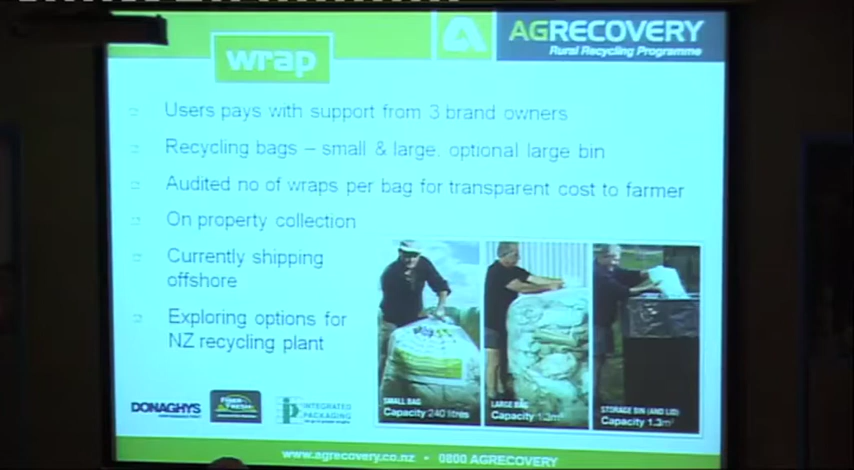 wrap
AGRECOVERY
Rural Recycling Programme
Users pays with support from 3 brand owners
Recycling bags – small & large, optional large bin
Audited no of wraps per bag for transparent cost to farmer
On property collection
Currently shipping
offshore
Exploring options for
NZ recycling plant
SMALL BAG
Capacity 240 litres
LARGE BAG
Capacity 1.3m³
STORAGE BIN (AND LID)
Capacity 1.3m³
DONAGHYS
INTEGRATED
PACKAGING
www.agrecovery.co.nz • 0800 AGRECOVERY